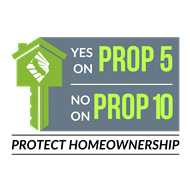 YES
ON PROP 5
NO
ON PROP 10
PROTECT HOMEOWNERSHIP